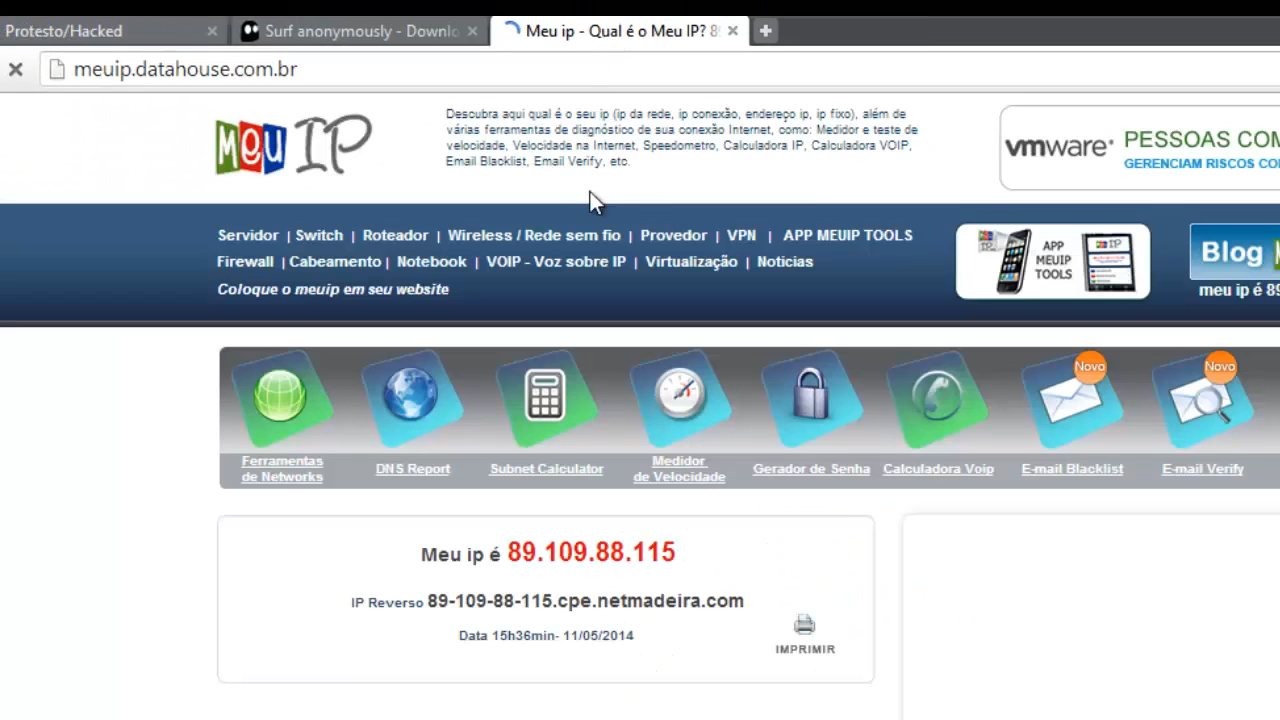 Protesto/Hacked
Surf anonymously - Downlo
Meu ip - Qual é o Meu IP? 8
meuip.datahouse.com.br
MEU IP
Descubra aqui qual é o seu ip (ip da rede, ip conexão, endereço ip, ip fixo), além de
várias ferramentas de diagnóstico de sua conexão Internet, como: Medidor e teste de
velocidade, Velocidade na Internet, Speedometro, Calculadora IP, Calculadora VOIP,
Email Blacklist, Email Verify, etc.
vmware
PESSOAS COM
GERENCIAM RISCOS CO
Servidor | Switch | Roteador | Wireless / Rede sem fio | Provedor | VPN | APP MEUIP TOOLS
Firewall | Cabeamento | Notebook | VOIP - Voz sobre IP | Virtualização | Noticias
Coloque o meuip em seu website
APP
MEUIP
TOOLS
Blog
meu ip é 89
Novo
Novo
Ferramentas
de Networks
DNS Report
Subnet Calculator
Medidor
de Velocidade
Gerador de Senha
Calculadora Voip
E-mail Blacklist
E-mail Verify
Meu ip é 89.109.88.115
IP Reverso 89-109-88-115.cpe.netmadeira.com
Data 15h36min- 11/05/2014
IMPRIMIR